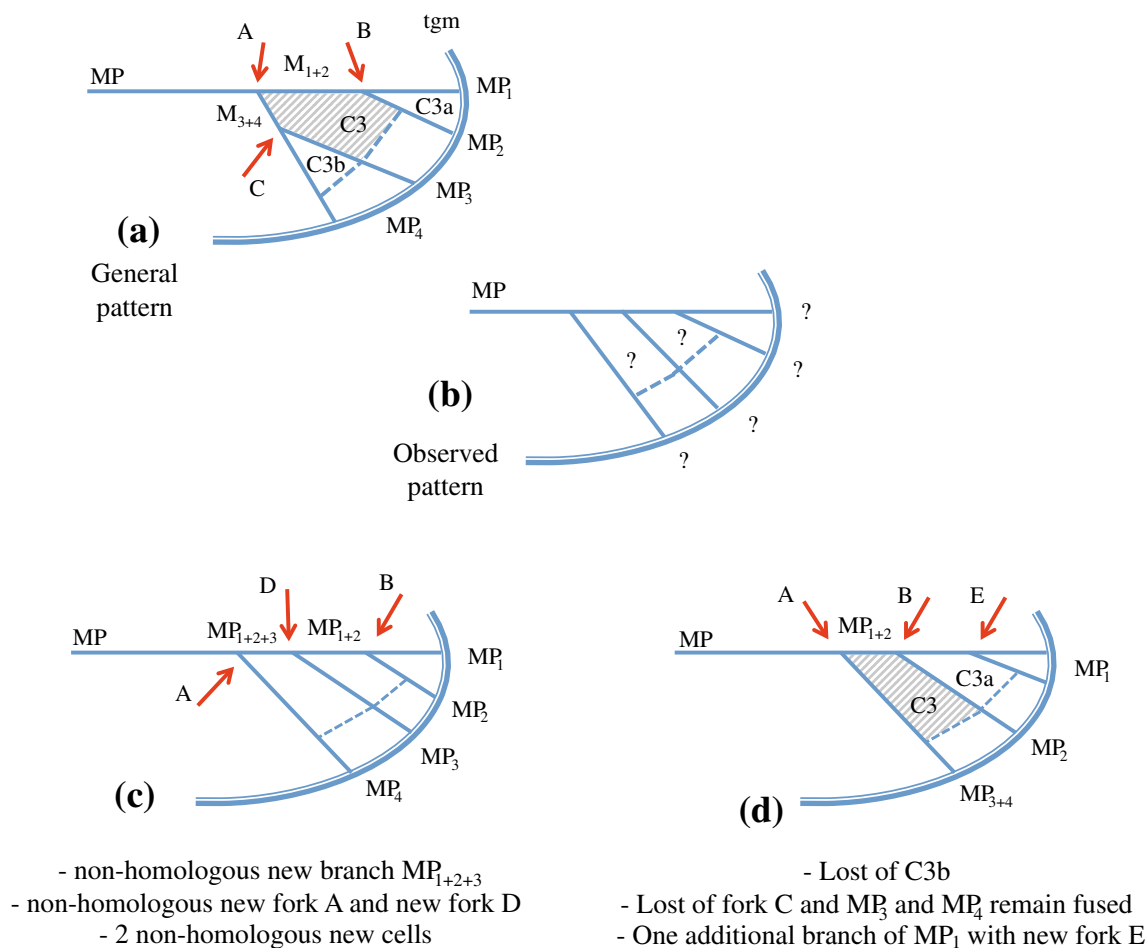 tgm
A
B
M1+2
MP
MP1
C3a
M3+4
C3
MP2
C3b
C
MP3
MP4
(a)
General
pattern
MP
?
?
?
?
?
?
(b)
Observed
pattern
D
B
MP1+2+3
MP1+2
MP
MP1
A
MP2
MP3
MP4
(c)
- non-homologous new branch MP1+2+3
- non-homologous new fork A and new fork D
- 2 non-homologous new cells
A
B
E
MP1+2
MP
MP1
C3a
C3
MP2
MP3+4
(d)
- Lost of C3b
- Lost of fork C and MP3 and MP4 remain fused
- One additional branch of MP1 with new fork E